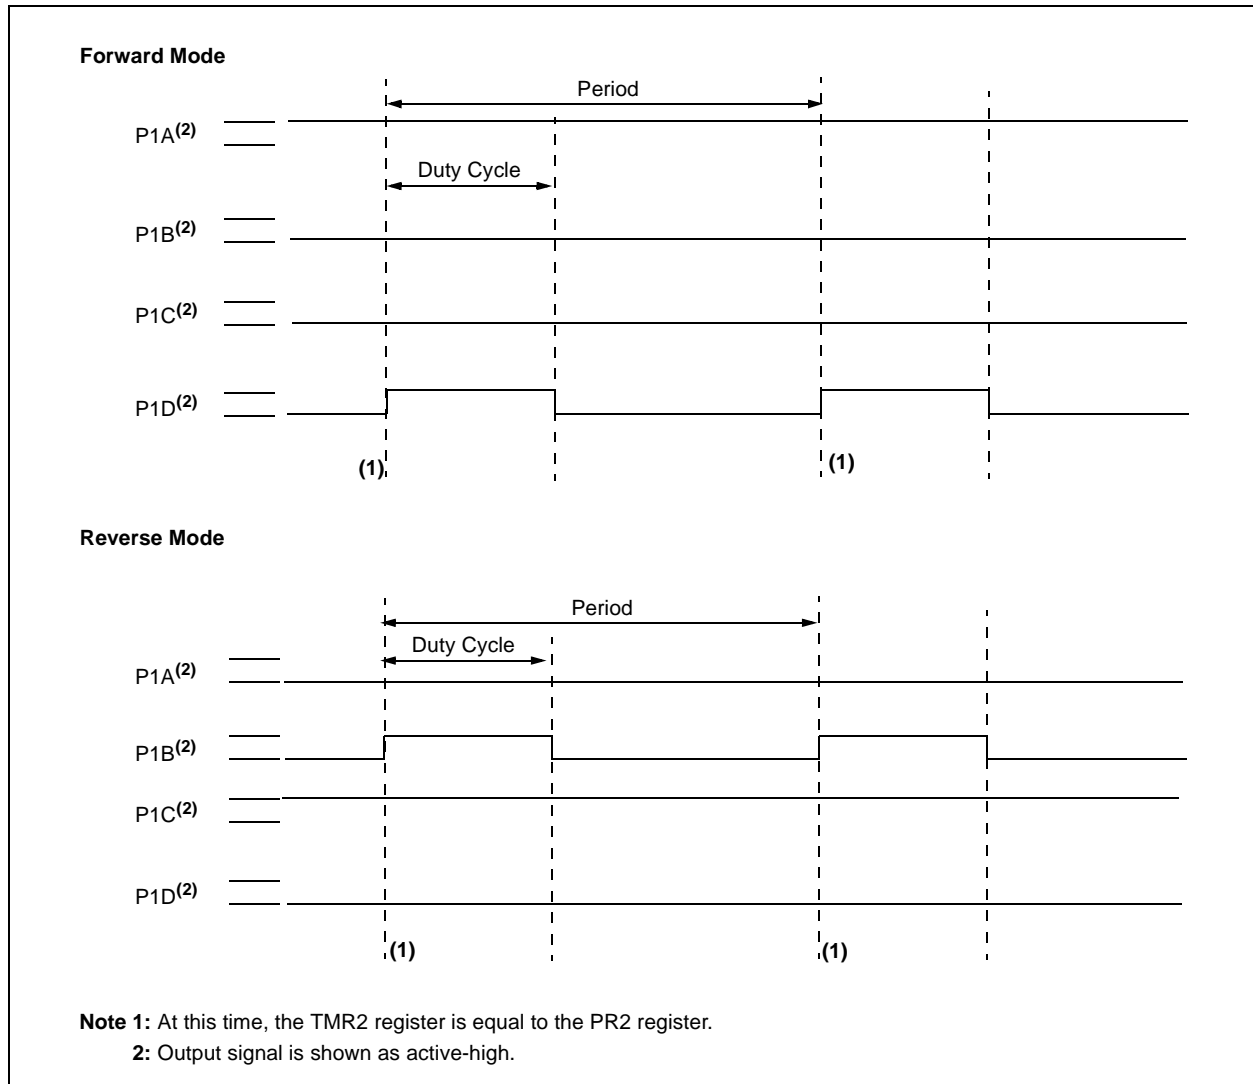 Forward Mode
Period
P1A(2)
Duty Cycle
P1B(2)
P1C(2)
P1D(2)
(1)
(1)
Reverse Mode
Period
Duty Cycle
P1A(2)
P1B(2)
P1C(2)
P1D(2)
(1)
(1)
Note 1: At this time, the TMR2 register is equal to the PR2 register.
2: Output signal is shown as active-high.